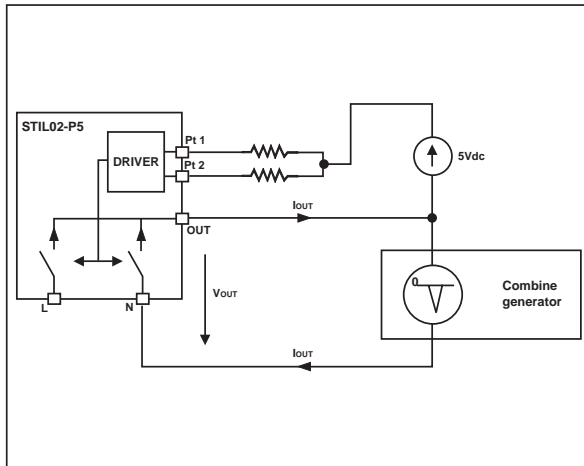 STIL02-P5
Pt 1
DRIVER
Pt 2
5Vdc
IOUT
OUT
VOUT
L
N
0
Combine
generator
IOUT